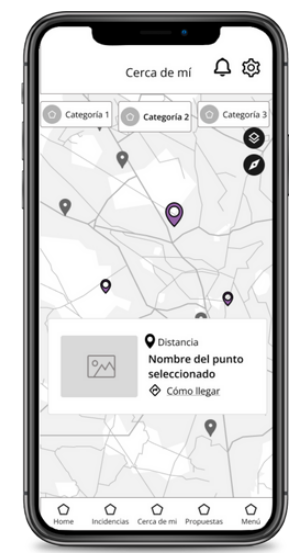 Cerca de mí
Categoría 1
Categoría 2
Categoría 3
Distancia
Nombre del punto
seleccionado
Cómo llegar
Home Incidencias Cerca de mi Propuestas Menú